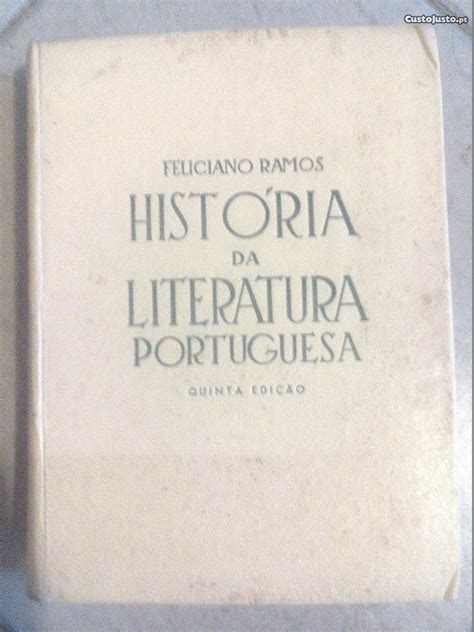 CustoJusto.pt
FELICIANO RAMOS
HISTÓRIA
DA
LITERATURA
PORTUGUESA
QUINTA EDIÇÃO